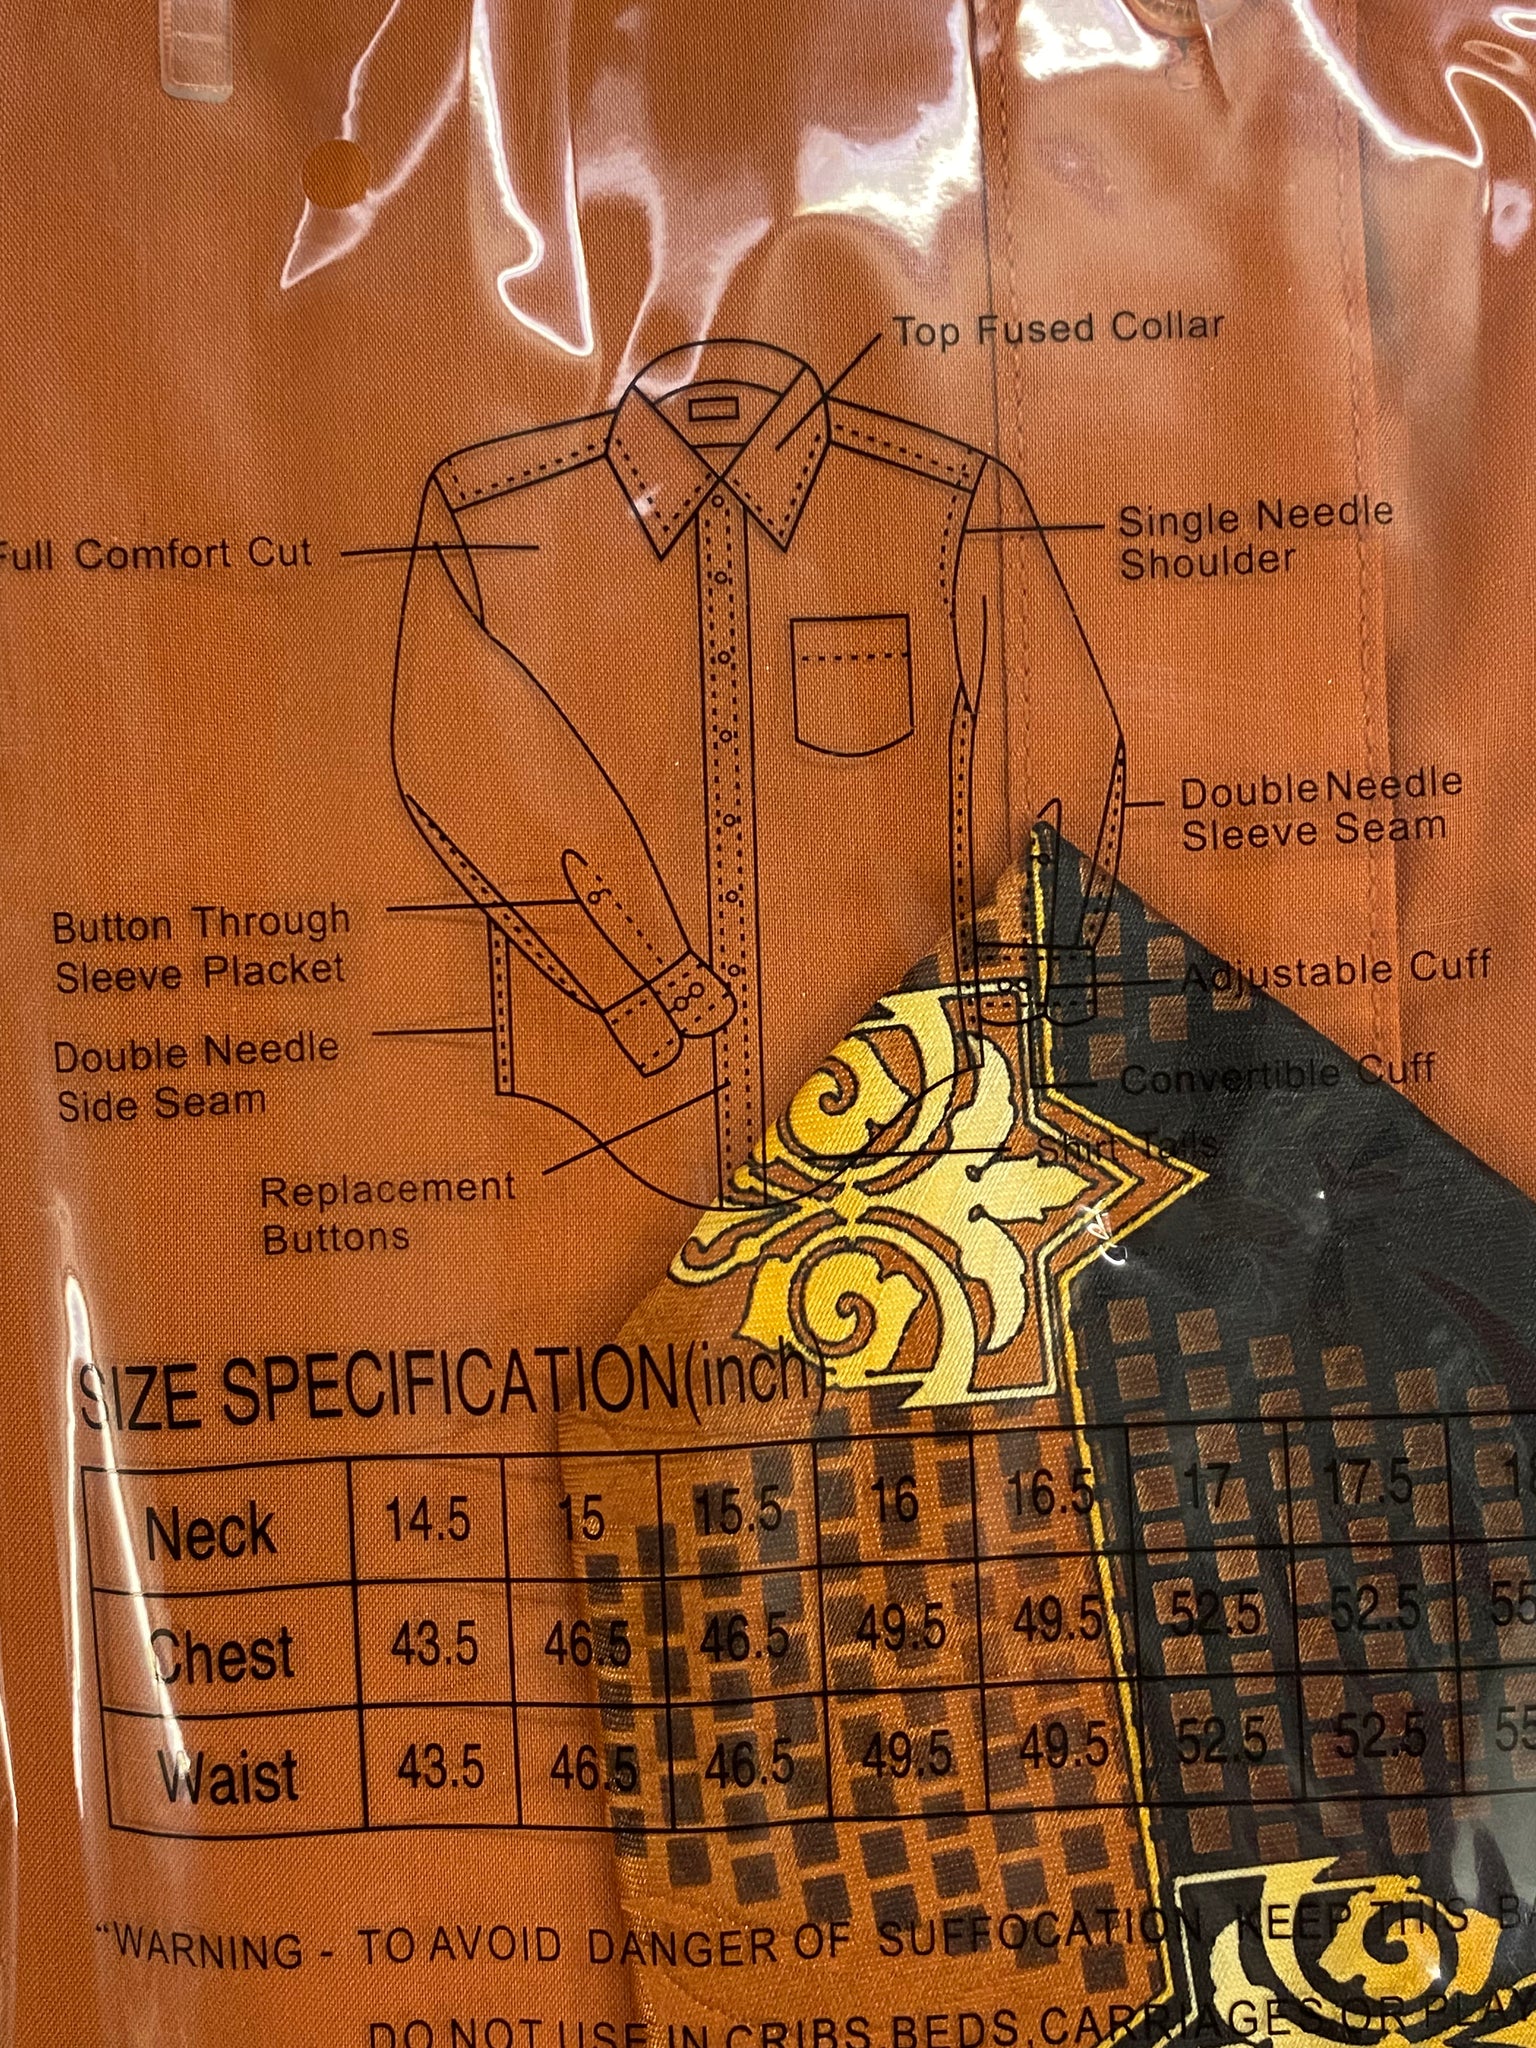 Top Fused Collar
Full Comfort Cut
Single Needle
Shoulder
Double Needle
Sleeve Seam
Button Through
Sleeve Placket
Adjustable Cuff
Double Needle
Side Seam
Convertible Cuff
Shirt Tails
Replacement
Buttons
SIZE SPECIFICATION(inch)
Neck 14.5 15 15.5 16 16.5 17 17.5
Chest 43.5 46.5 46.5 49.5 49.5 52.5 52.5 55
Waist 43.5 46.5 46.5 49.5 49.5 52.5 52.5 55
“WARNING - TO AVOID DANGER OF SUFFOCATION KEEP THIS
DO NOT USE IN CRIBS,BEDS,CARRIAGES,OR